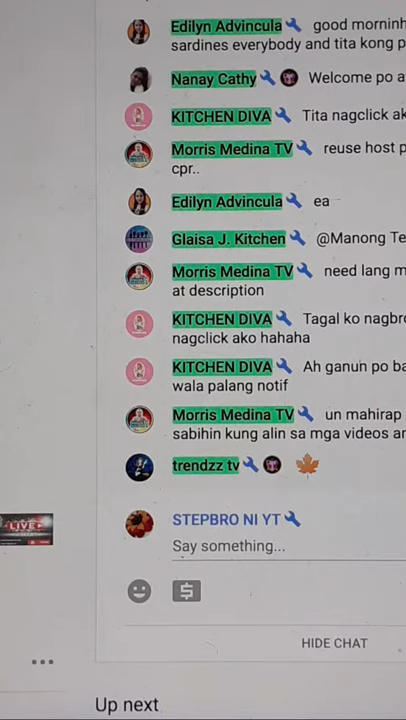 Edilyn Advincula good morninh
sardines everybody and tita kong p
Nanay Cathy Welcome po a
KITCHEN DIVA Tita nagclick ak
Morris Medina TV reuse host p
cpr..
Edilyn Advincula ea
Glaisa J. Kitchen @Manong Te
Morris Medina TV need lang m
at description
KITCHEN DIVA Tagal ko nagbr
nagclick ako hahaha
KITCHEN DIVA Ah ganun po ba
wala palang notif
Morris Medina TV un mahirap
sabihin kung alin sa mga videos an
trendzz tv
LIVE
STEPBRO NI YT
Say something...
HIDE CHAT
Up next